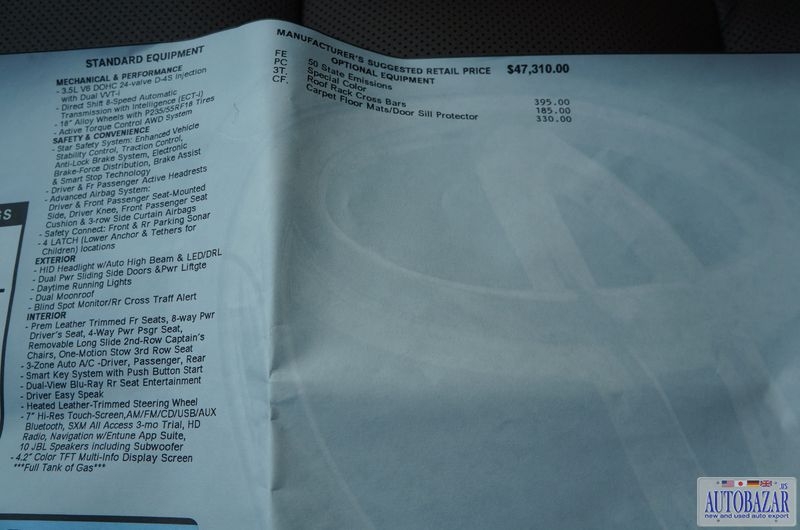 STANDARD EQUIPMENT
MECHANICAL & PERFORMANCE
- 3.5L V6 DOHC 24-valve D-4S Injection
with Dual VVT-i
- Direct Shift 8-Speed Automatic
Transmission with Intelligence (ECT-i)
- 18" Alloy Wheels with P235/55RF18 Tires
- Active Torque Control AWD System
SAFETY & CONVENIENCE
- Star Safety System: Enhanced Vehicle
Stability Control, Traction Control,
Anti-Lock Brake System, Electronic
Brake-Force Distribution, Brake Assist
& Smart Stop Technology
- Driver & Fr Passenger Active Headrests
- Advanced Airbag System:
Driver & Front Passenger Seat-Mounted
Side, Driver Knee, Front Passenger Seat
Cushion & 3-row Side Curtain Airbags
- Safety Connect: Front & Rr Parking Sonar
- 4 LATCH (Lower Anchor & Tethers for
Children) locations
EXTERIOR
- HID Headlight w/Auto High Beam & LED/DRL
- Dual Pwr Sliding Side Doors &Pwr Liftgte
- Daytime Running Lights
- Dual Moonroof
- Blind Spot Monitor/Rr Cross Traff Alert
INTERIOR
- Prem Leather Trimmed Fr Seats, 8-way Pwr
Driver's Seat, 4-Way Pwr Psgr Seat,
Removable Long Slide 2nd-Row Captain's
Chairs, One-Motion Stow 3rd Row Seat
- 3-Zone Auto A/C -Driver, Passenger, Rear
- Smart Key System with Push Button Start
- Dual-View Blu-Ray Rr Seat Entertainment
- Driver Easy Speak
- Heated Leather-Trimmed Steering Wheel
- 7" Hi-Res Touch-Screen,AM/FM/CD/USB/AUX
Bluetooth, SXM All Access 3-mo Trial, HD
Radio, Navigation w/Entune App Suite,
10 JBL Speakers including Subwoofer
- 4.2" Color TFT Multi-Info Display Screen
***Full Tank of Gas***
MANUFACTURER'S SUGGESTED RETAIL PRICE $47,310.00
OPTIONAL EQUIPMENT
FE 50 State Emissions
PC Special Color 395.00
3T. Roof Rack Cross Bars 185.00
CF. Carpet Floor Mats/Door Sill Protector 330.00
GS
AUTOBAZAR.US
new and used auto export